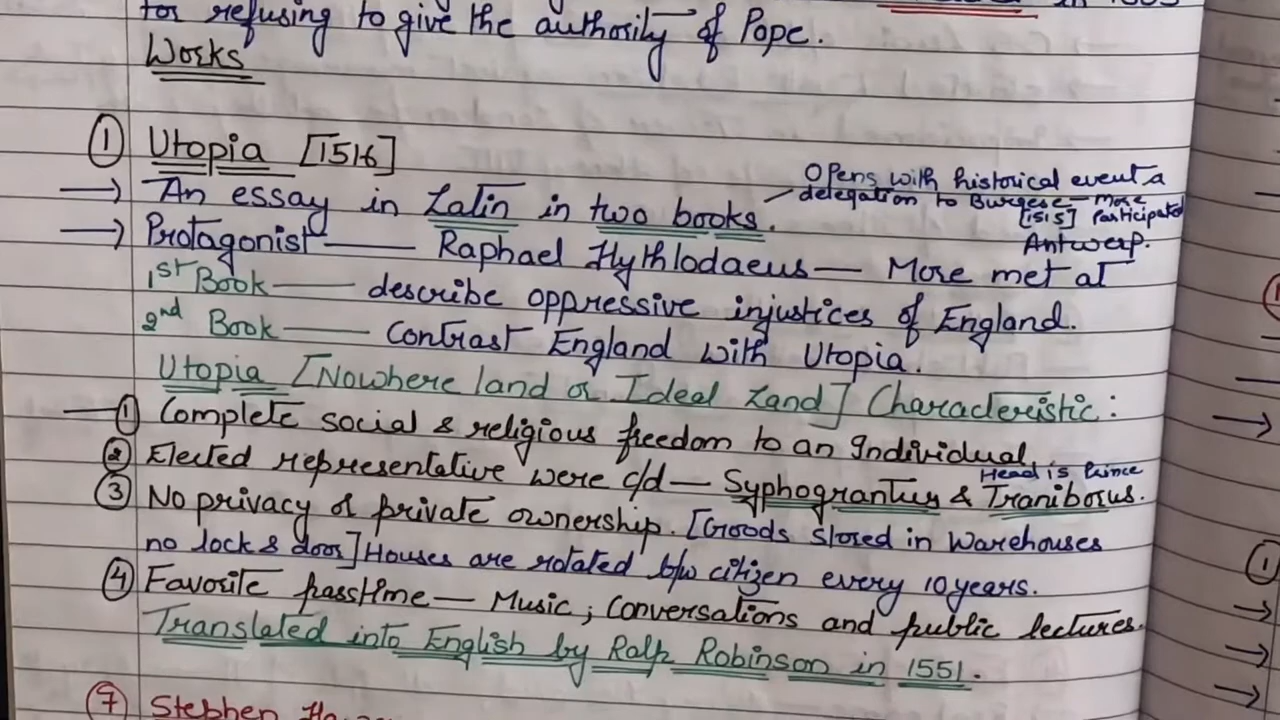 for refusing to give the authority of Pope.
in
Works
① Utopia [1516]
→ An essay in Latin in two books.
Opens with historical event a
delegation to Burgese - More
[1515] Participated
Antwerp.
→ Protagonist —— Raphael Hythlodaeus — More met at
1st Book —— describe oppressive injustices of England.
2nd Book —— Contrast England with Utopia.
Utopia [Nowhere land or Ideal Land] Characteristic:
① Complete social & religious freedom to an Individual
② Elected representative were c/d — Syphograntus & Traniborus.
Head is Prince
③ No privacy of private ownership. [Goods stored in Warehouses
no lock & door] Houses are rotated b/w citizen every 10 years.
④ Favorite passtime — Music, Conversations and public lectures.
Translated into English by Ralp Robinson in 1551.
⑦ Stephen